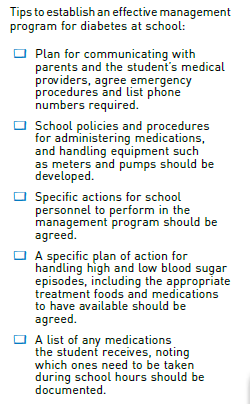 Tips to establish an effective management
program for diabetes at school:
Plan for communicating with
parents and the student's medical
providers, agree emergency
procedures and list phone
numbers required.
School policies and procedures
for administering medications,
and handling equipment such
as meters and pumps should be
developed.
Specific actions for school
personnel to perform in the
management program should be
agreed.
A specific plan of action for
handling high and low blood sugar
episodes, including the appropriate
treatment foods and medications
to have available should be
agreed.
A list of any medications
the student receives, noting
which ones need to be taken
during school hours should be
documented.